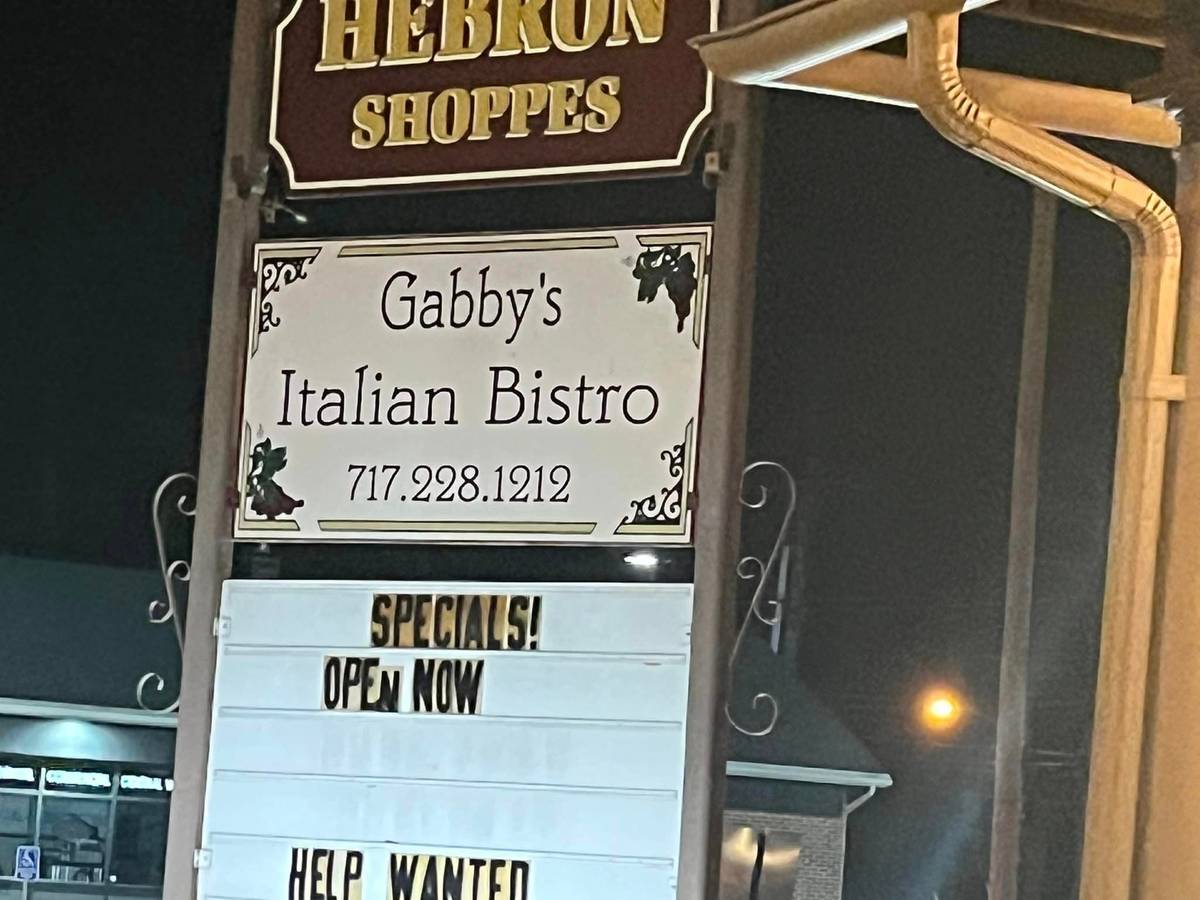 HEBRON
SHOPPES
Gabby's
Italian Bistro
717.228.1212
SPECIALS!
OPEn NOW
HELP WANTED